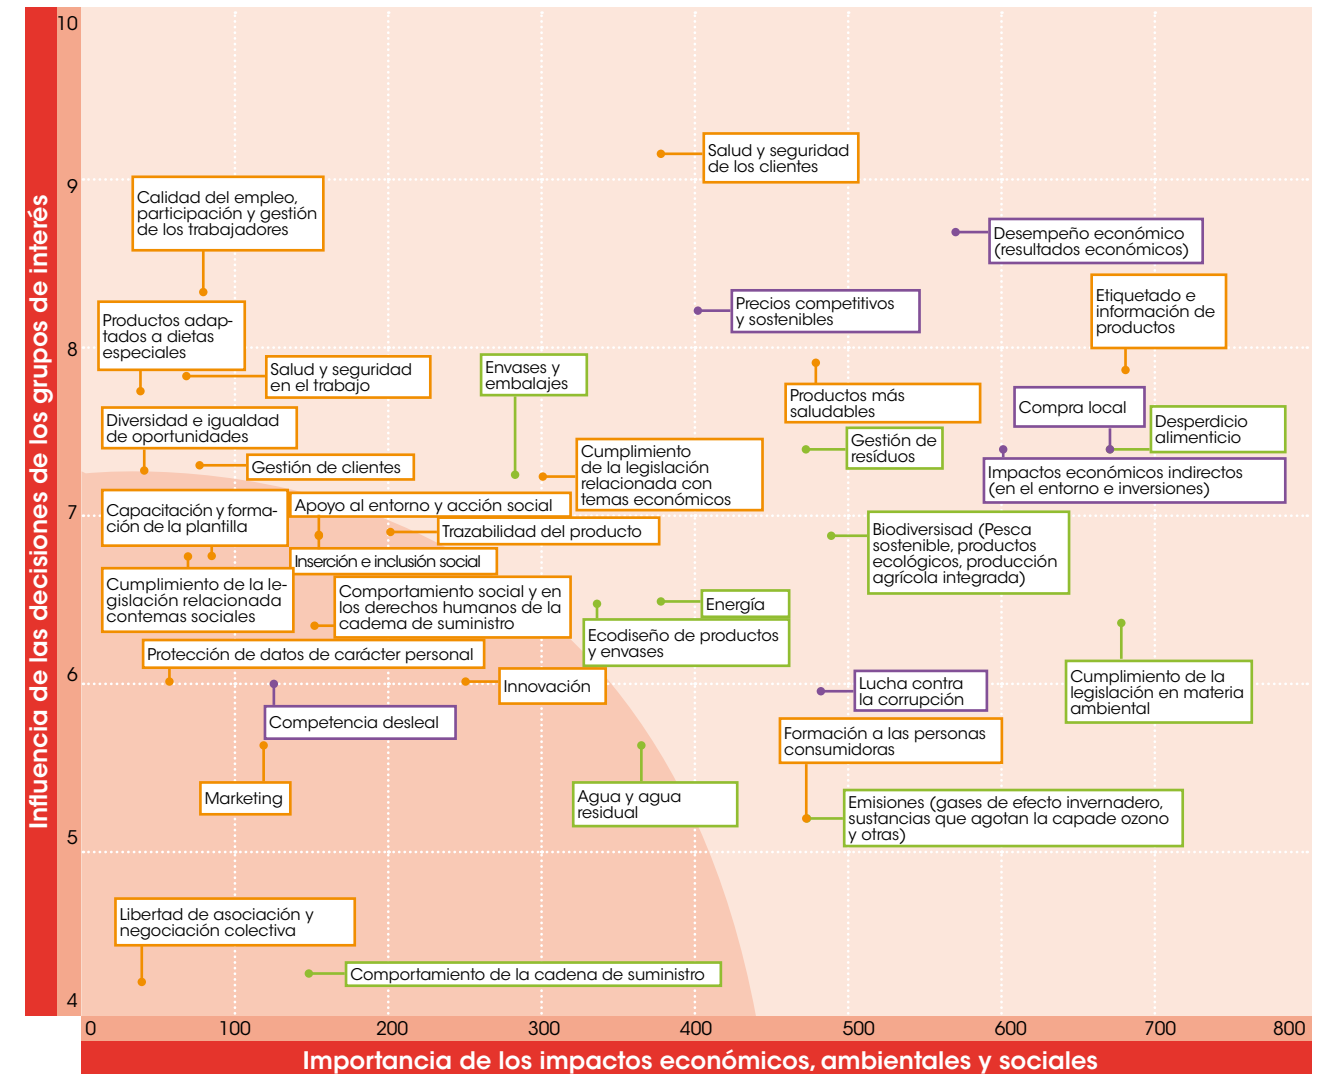 10
Salud y seguridad
de los clientes
9
Calidad del empleo,
participación y gestión
de los trabajadores
Desempeño económico
(resultados económicos)
Etiquetado e
información de
productos
Precios competitivos
y sostenibles
Productos adap-
tados a dietas
especiales
8
Salud y seguridad
en el trabajo
Envases y
embalajes
Productos más
saludables
Compra local
Desperdicio
alimenticio
Diversidad e igualdad
de oportunidades
Gestión de
resíduos
Gestión de clientes
Cumplimiento
de la legislación
relacionada con
temas económicos
Impactos económicos indirectos
(en el entorno e inversiones)
7
Capacitación y forma-
ción de la plantilla
Apoyo al entorno y acción social
Trazabilidad del producto
Biodiversisad (Pesca
sostenible, productos
ecológicos, producción
agrícola integrada)
Inserción e inclusión social
Cumplimiento de la le-
gislación relacionada
contemas sociales
Comportamiento social y en
los derechos humanos de la
cadema de suministro
Energía
Ecodiseño de productos
y envases
Protección de datos de carácter personal
6
Innovación
Lucha contra
la corrupción
Cumplimiento de la
legislación en materia
ambiental
Competencia desleal
Formación a las personas
consumidoras
Marketing
Agua y agua
residual
Emisiones (gases de efecto invernadero,
sustancias que agotan la capade ozono
y otras)
5
Libertad de asociación y
negociación colectiva
Comportamiento de la cadena de suministro
4
0 100 200 300 400 500 600 700 800
Influencia de las decisiones de los grupos de interés
Importancia de los impactos económicos, ambientales y sociales